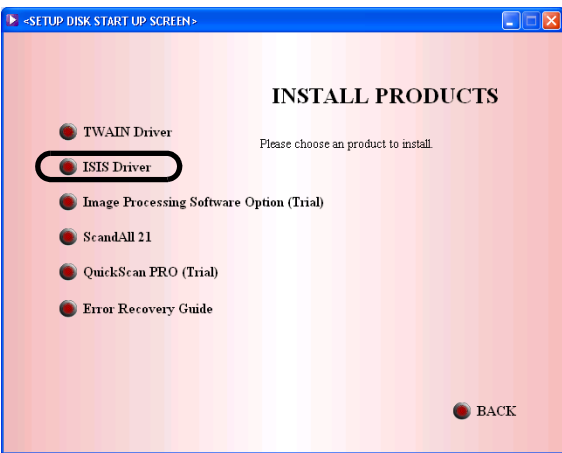 <SETUP DISK START UP SCREEN>
INSTALL PRODUCTS
TWAIN Driver
Please choose an product to install.
ISIS Driver
Image Processing Software Option (Trial)
ScandAll 21
QuickScan PRO (Trial)
Error Recovery Guide
BACK